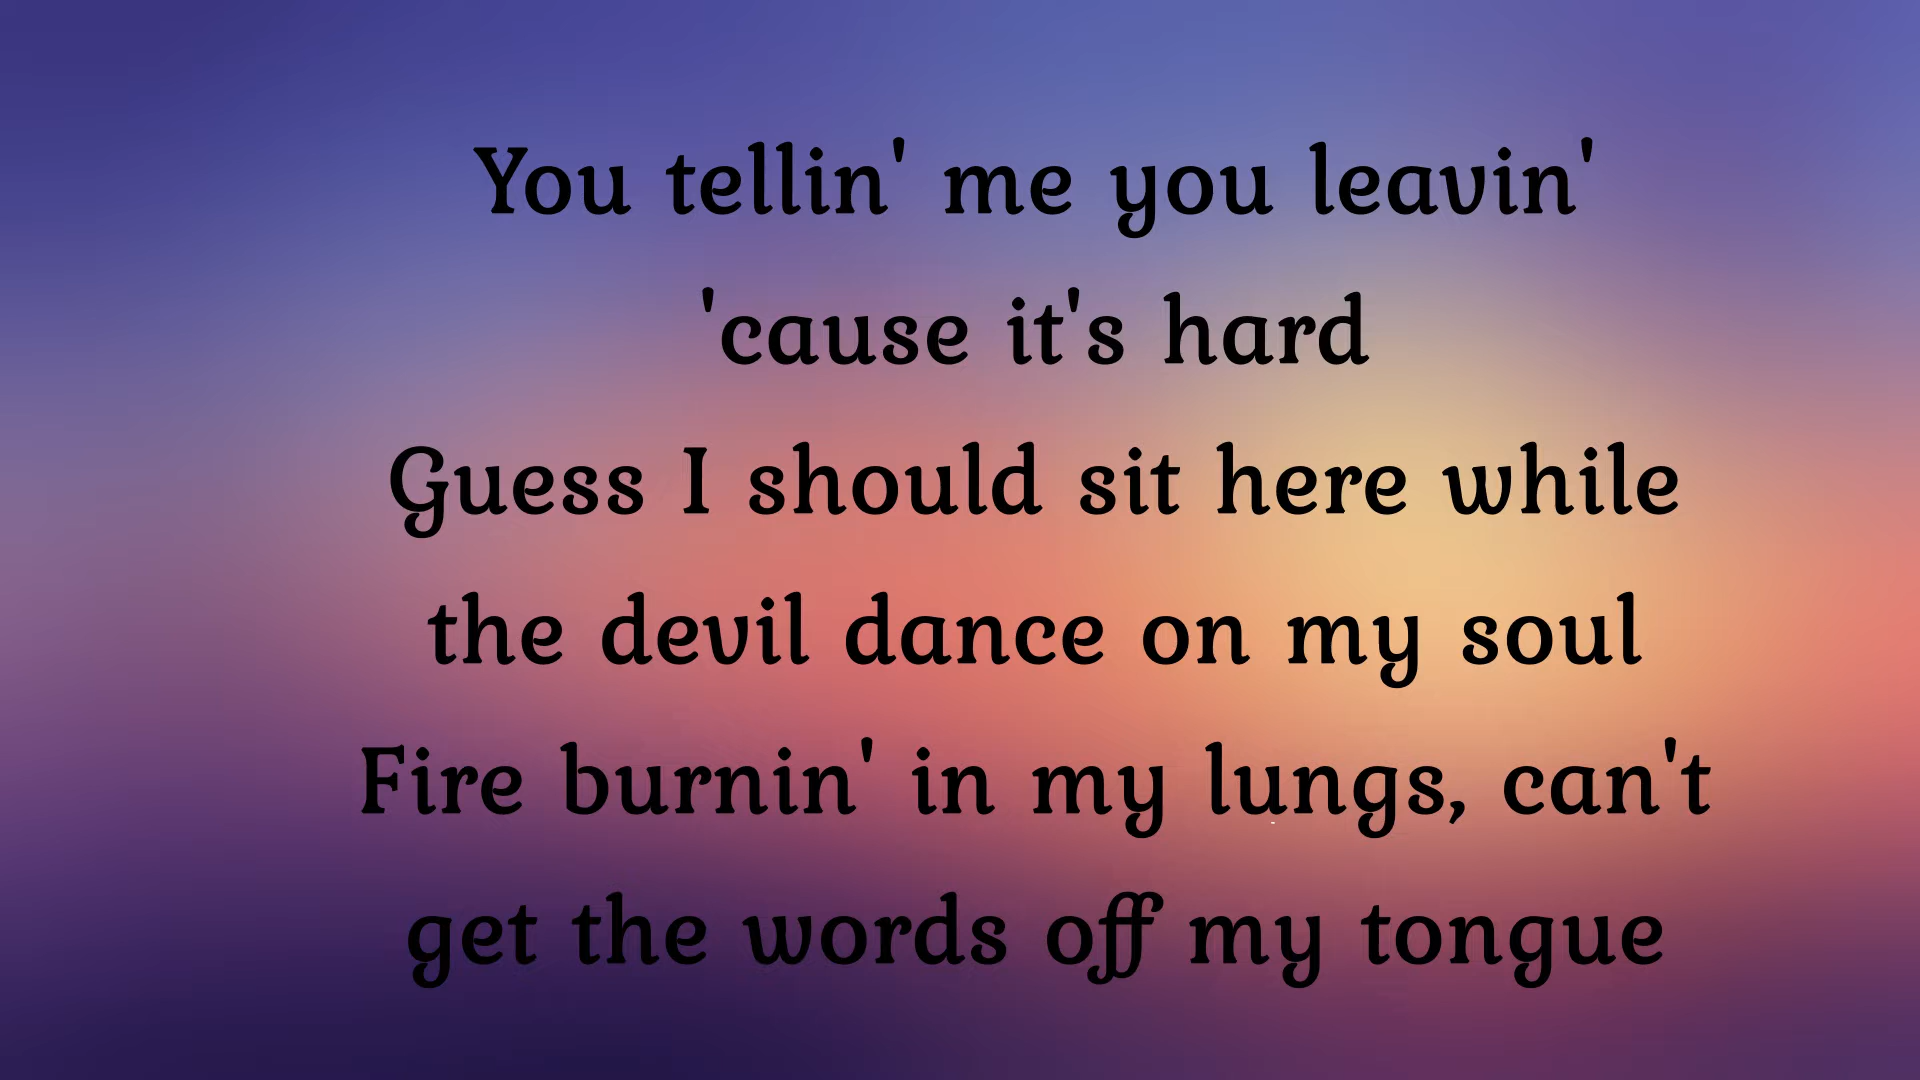 You tellin' me you leavin'
'cause it's hard
Guess I should sit here while
the devil dance on my soul
Fire burnin' in my lungs, can't
get the words off my tongue